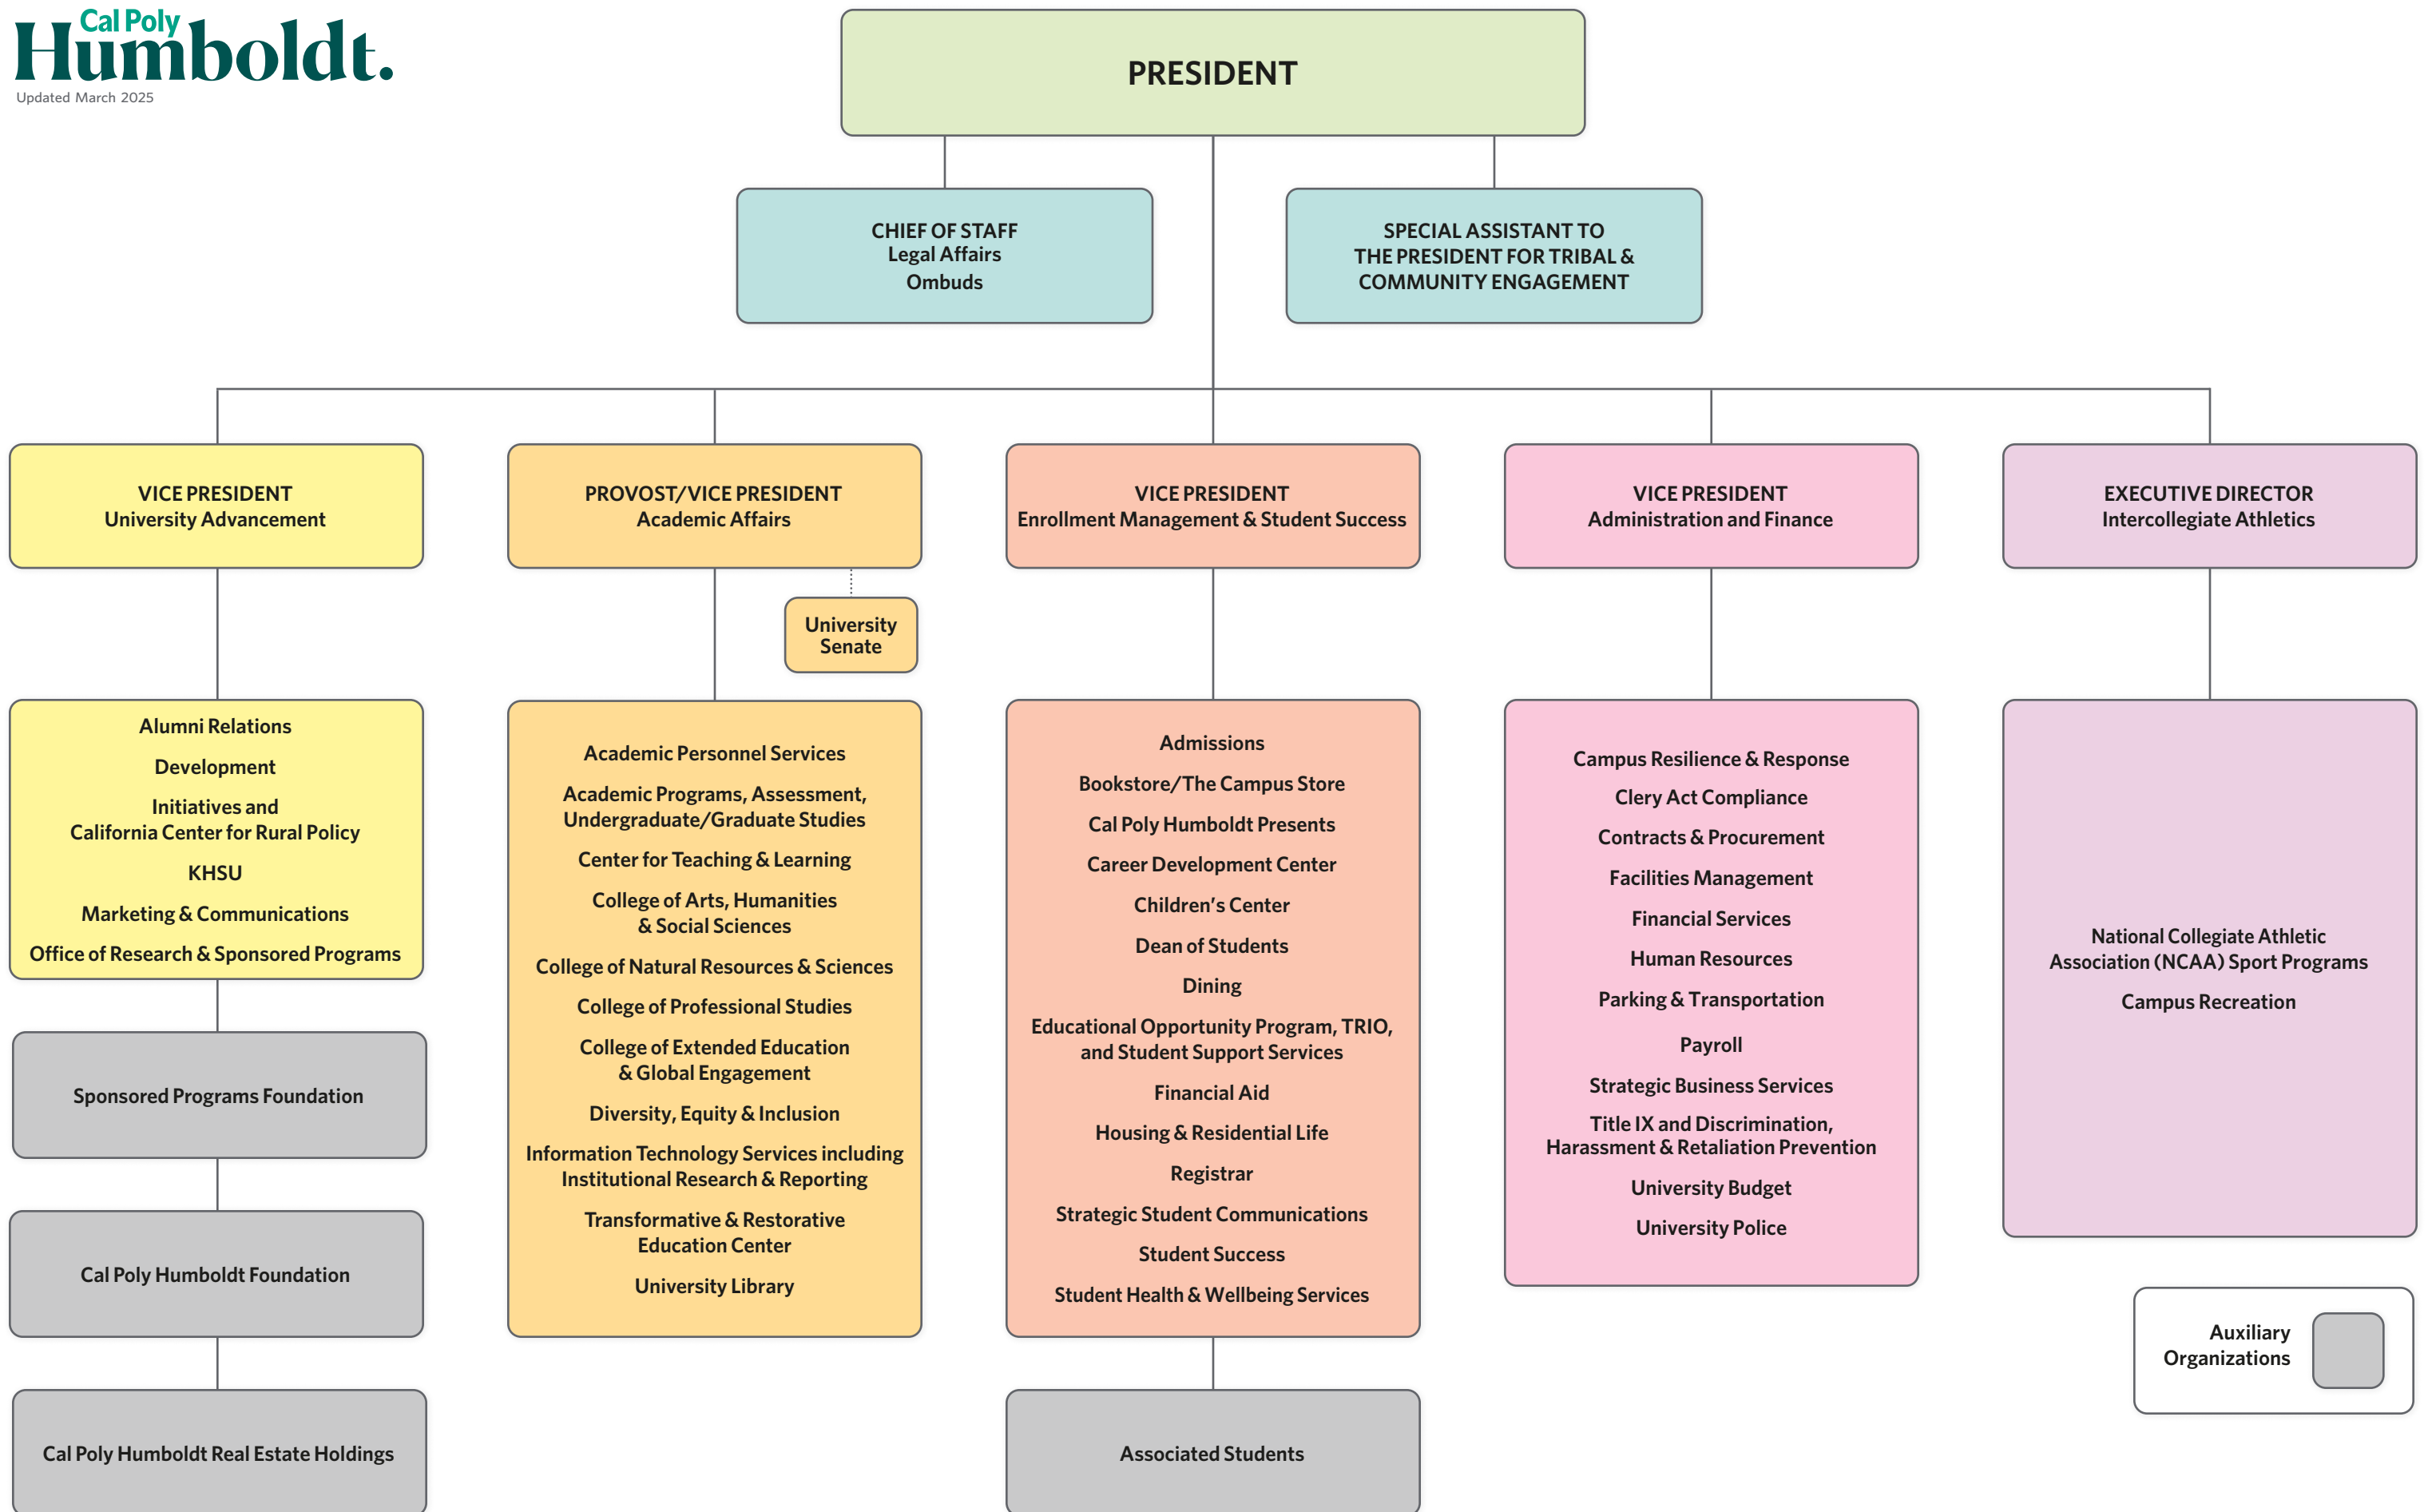 Cal Poly
Humboldt.
Updated March 2025
PRESIDENT
CHIEF OF STAFF
Legal Affairs
Ombuds
SPECIAL ASSISTANT TO
THE PRESIDENT FOR TRIBAL &
COMMUNITY ENGAGEMENT
VICE PRESIDENT
University Advancement
PROVOST/VICE PRESIDENT
Academic Affairs
VICE PRESIDENT
Enrollment Management & Student Success
VICE PRESIDENT
Administration and Finance
EXECUTIVE DIRECTOR
Intercollegiate Athletics
University
Senate
Alumni Relations
Development
Initiatives and
California Center for Rural Policy
KHSU
Marketing & Communications
Office of Research & Sponsored Programs
Sponsored Programs Foundation
Cal Poly Humboldt Foundation
Cal Poly Humboldt Real Estate Holdings
Academic Personnel Services
Academic Programs, Assessment,
Undergraduate/Graduate Studies
Center for Teaching & Learning
College of Arts, Humanities
& Social Sciences
College of Natural Resources & Sciences
College of Professional Studies
College of Extended Education
& Global Engagement
Diversity, Equity & Inclusion
Information Technology Services including
Institutional Research & Reporting
Transformative & Restorative
Education Center
University Library
Admissions
Bookstore/The Campus Store
Cal Poly Humboldt Presents
Career Development Center
Children’s Center
Dean of Students
Dining
Educational Opportunity Program, TRIO,
and Student Support Services
Financial Aid
Housing & Residential Life
Registrar
Strategic Student Communications
Student Success
Student Health & Wellbeing Services
Associated Students
Campus Resilience & Response
Clery Act Compliance
Contracts & Procurement
Facilities Management
Financial Services
Human Resources
Parking & Transportation
Payroll
Strategic Business Services
Title IX and Discrimination,
Harassment & Retaliation Prevention
University Budget
University Police
National Collegiate Athletic
Association (NCAA) Sport Programs
Campus Recreation
Auxiliary
Organizations